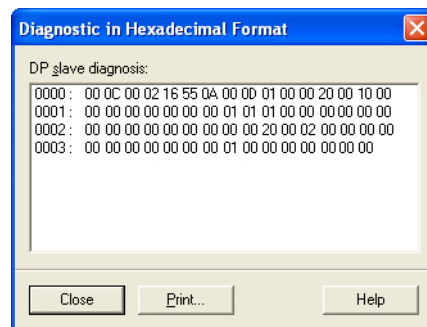 Diagnostic in Hexadecimal Format
DP slave diagnosis:
0000 : 00 0C 00 02 16 55 0A 00 0D 01 00 00 20 00 10 00
0001 : 00 00 00 00 00 00 00 01 01 01 00 00 00 00 00 00
0002 : 00 00 00 00 00 00 00 00 00 20 00 02 00 00 00 00
0003 : 00 00 00 00 00 00 00 01 00 00 00 00 00 00 00
Close
Print...
Help